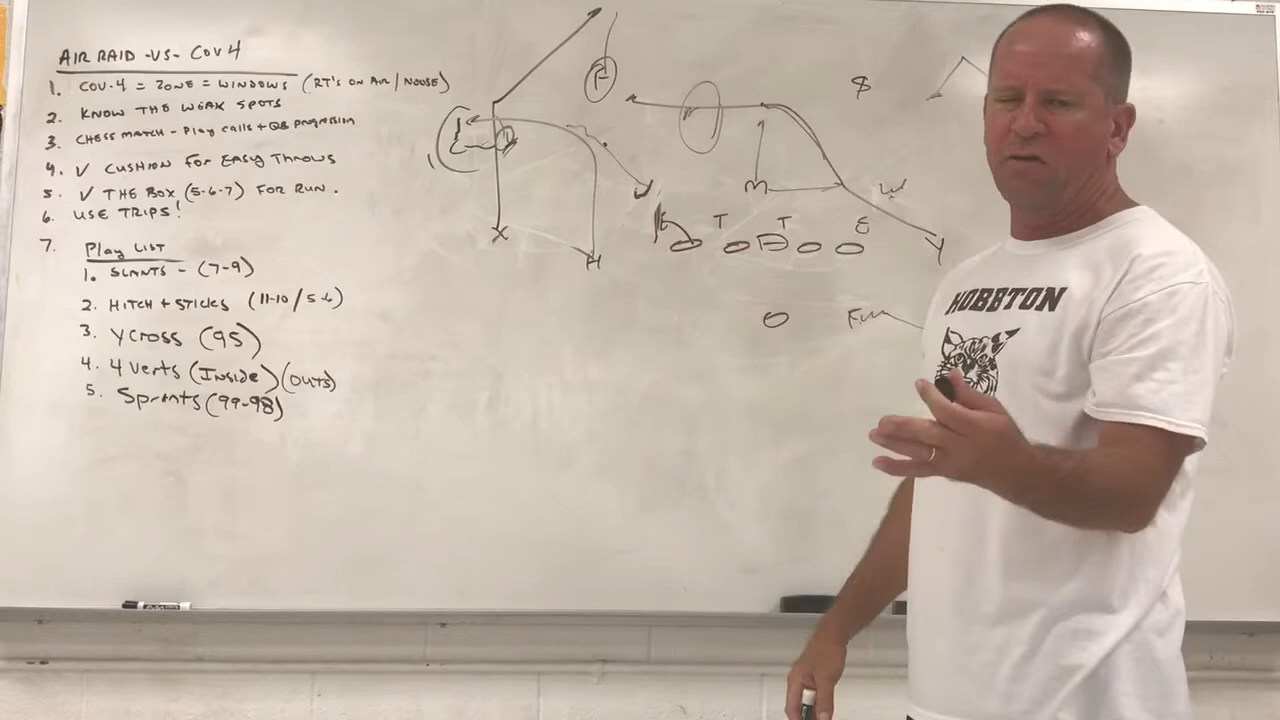 AIR RAID -VS- COV 4
1. COV-4 = ZONE = WINDOWS (RT'S ON AIR / NOOSE)
2. KNOW THE WEAK SPOTS
3. CHESS MATCH - Play calls + QB PROGRESSION
4. ✓ CUSHION FOR EASY THROWS
5. ✓ THE BOX (5-6-7) FOR RUN.
6. USE TRIPS!
7. Play LIST
1. SLANTS - (7-9)
2. HITCH + STICKS (11-10 / 5-6)
3. YCROSS (95)
4. 4 Verts (INSIDE) (OUTS)
5. Sprints (99-98)
F
$
M
W
T T E
X
H
Y
HOBBTON